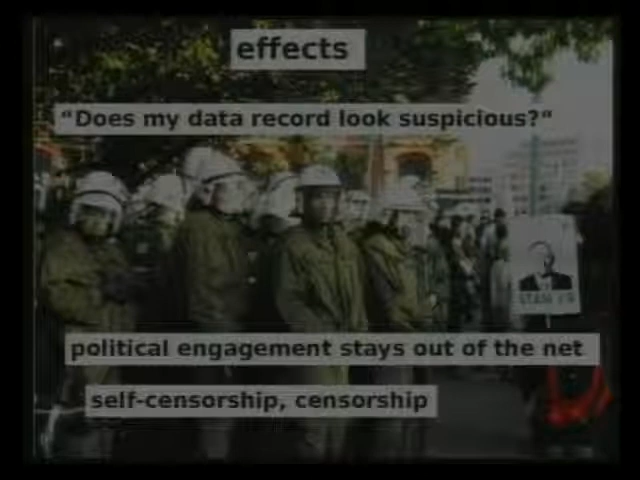 effects
“Does my data record look suspicious?“
political engagement stays out of the net
self-censorship, censorship